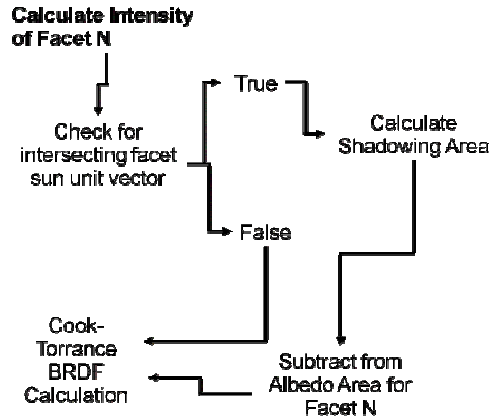 Calculate Intensity
of Facet N
True
Check for
intersecting facet
sun unit vector
Calculate
Shadowing Area
False
Cook-
Torrance
BRDF
Calculation
Subtract from
Albedo Area for
Facet N